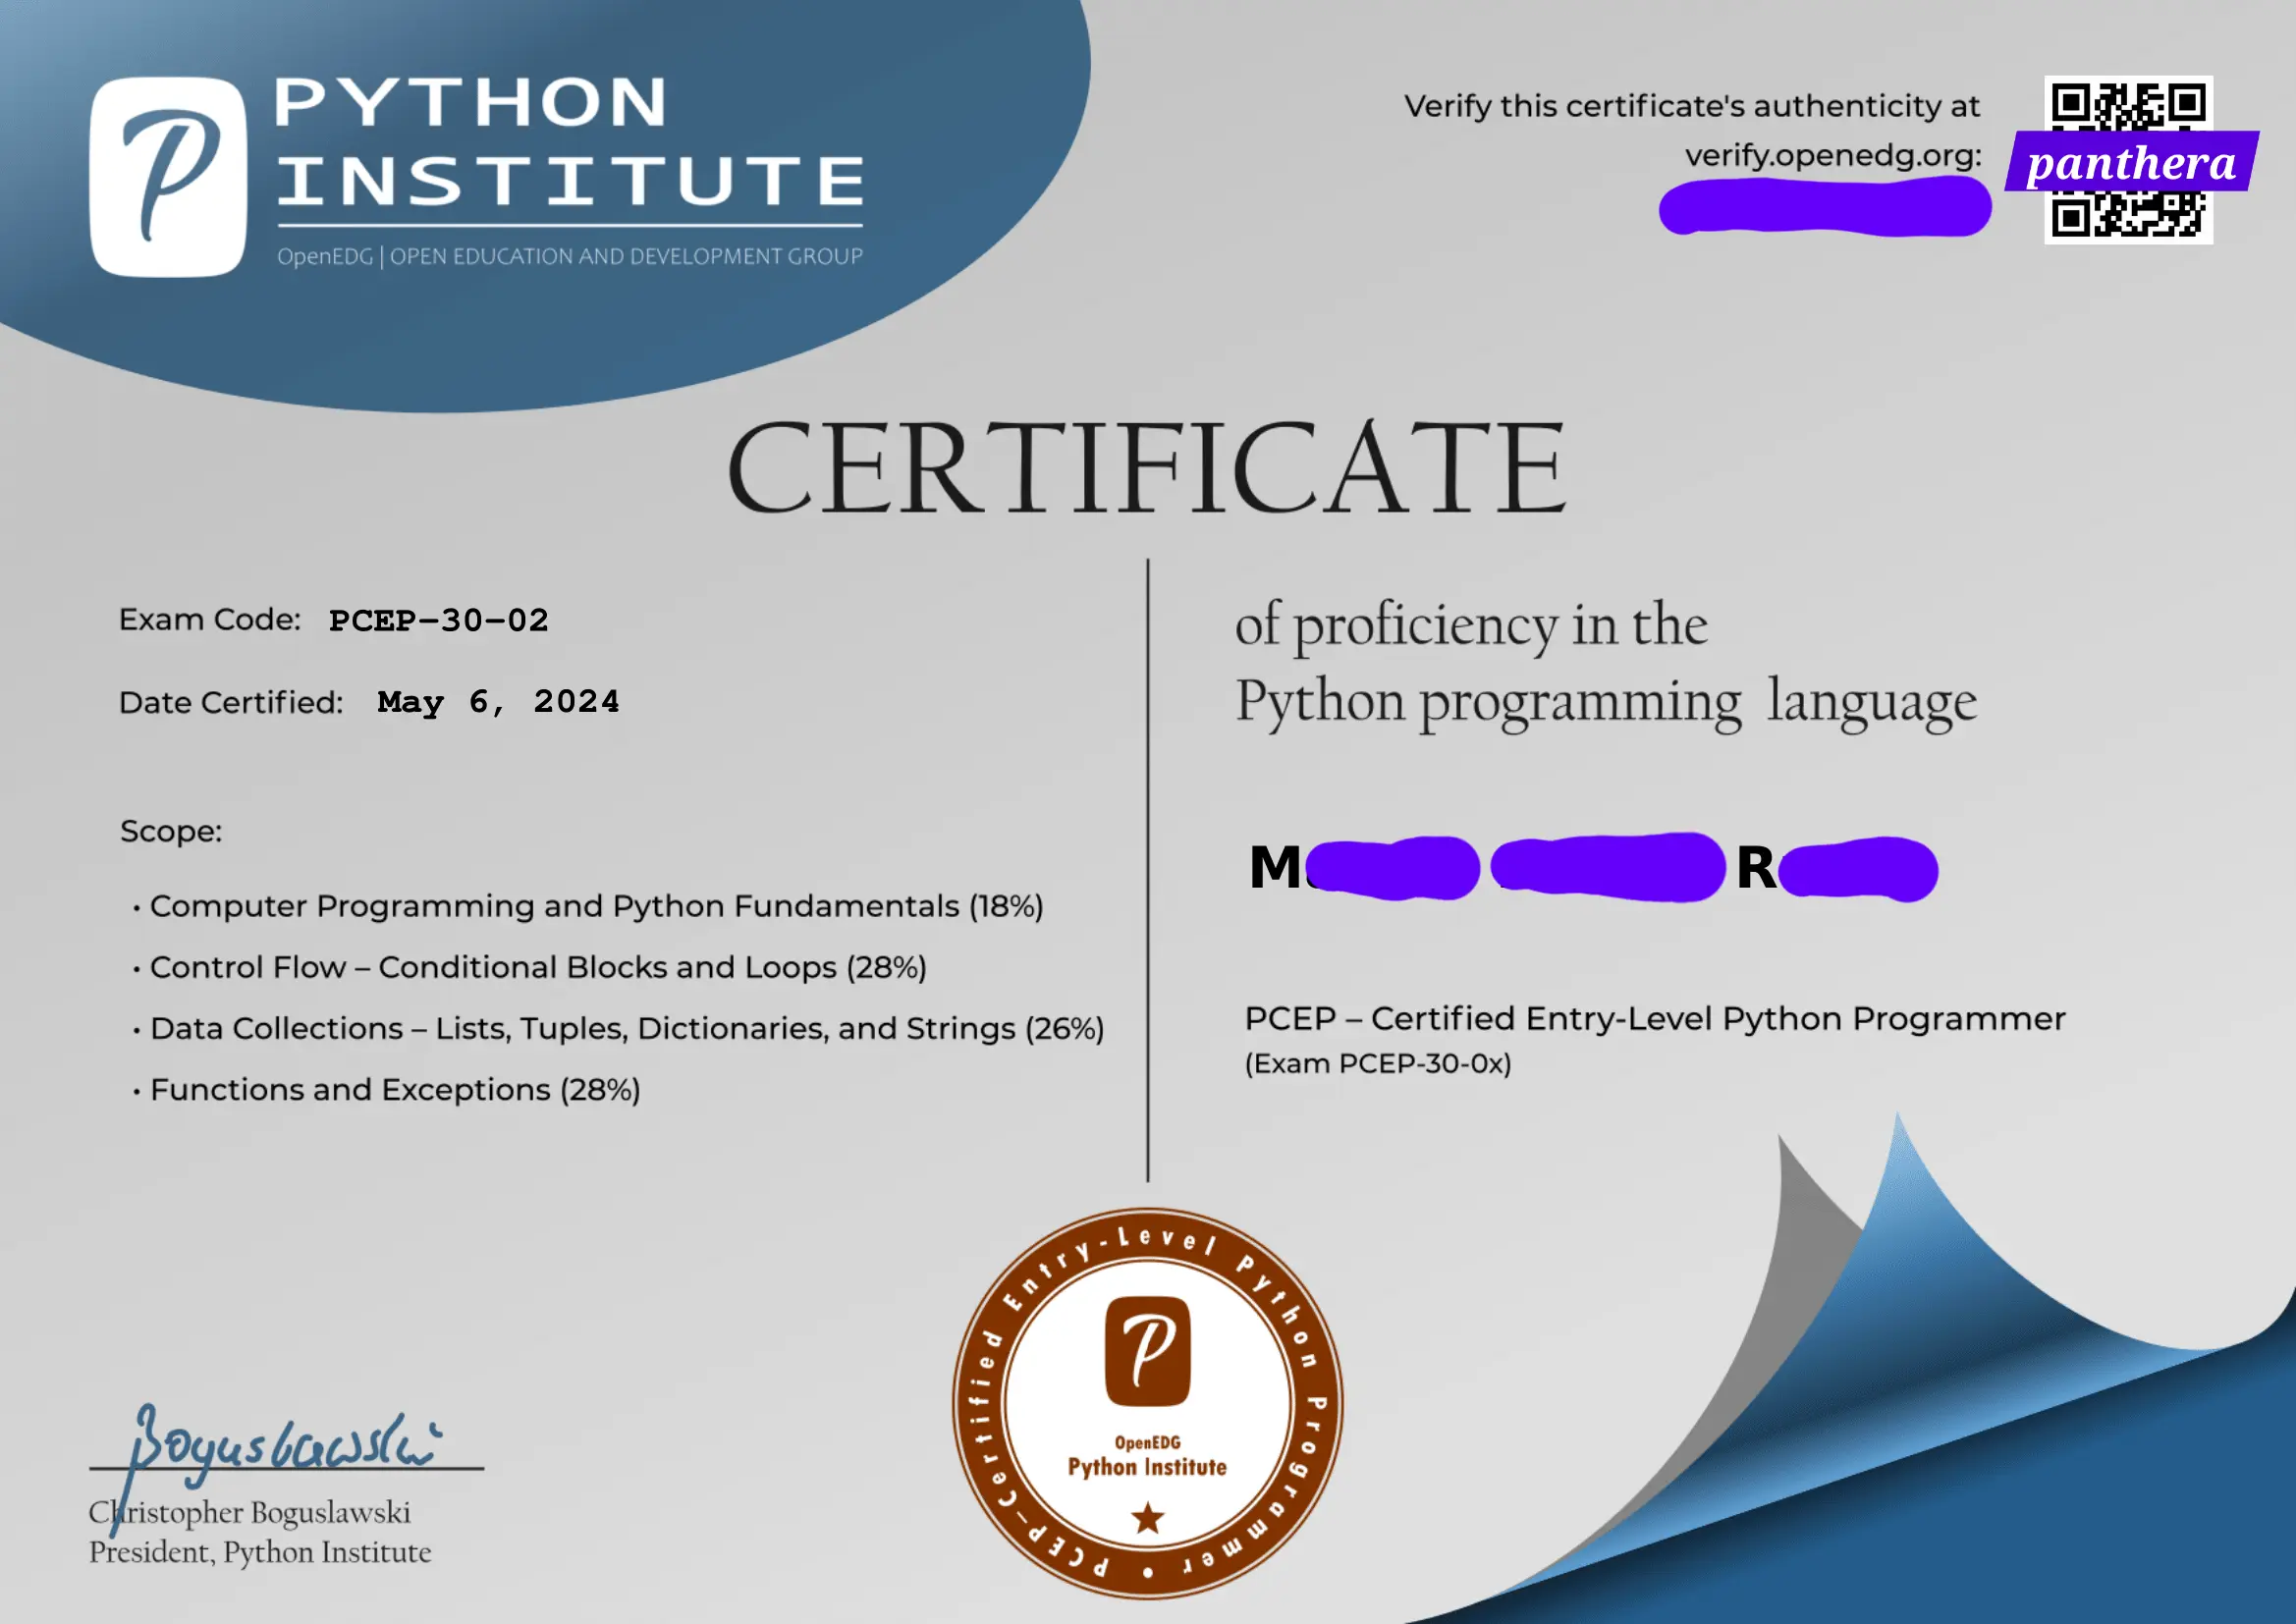 PYTHON
INSTITUTE
OpenEDG | OPEN EDUCATION AND DEVELOPMENT GROUP
Verify this certificate's authenticity at
verify.openedg.org:
panthera
CERTIFICATE
Exam Code: PCEP-30-02
Date Certified: May 6, 2024
Scope:
• Computer Programming and Python Fundamentals (18%)
• Control Flow – Conditional Blocks and Loops (28%)
• Data Collections – Lists, Tuples, Dictionaries, and Strings (26%)
• Functions and Exceptions (28%)
of proficiency in the
Python programming language
M R
PCEP – Certified Entry-Level Python Programmer
(Exam PCEP-30-0x)
Boguslawski
Christopher Boguslawski
President, Python Institute
PCEP-Certified Entry-Level Python Programmer •
P
OpenEDG
Python Institute